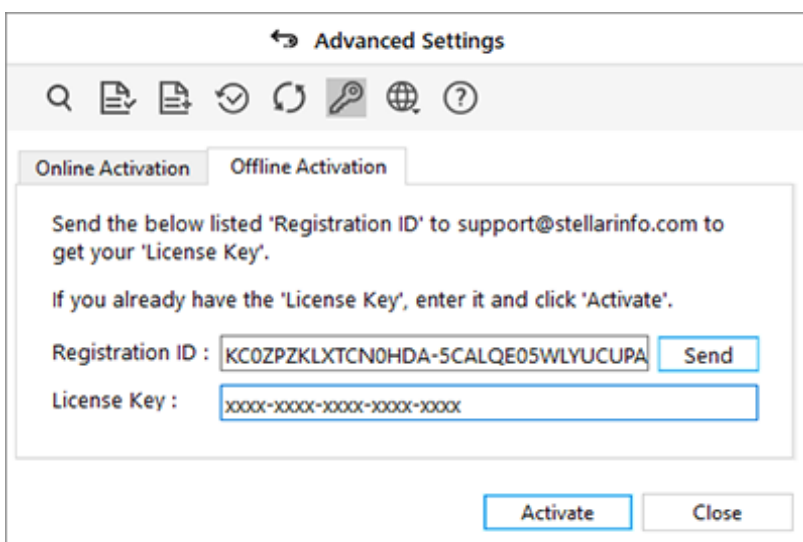 Advanced Settings
Online Activation
Offline Activation
Send the below listed 'Registration ID' to support@stellarinfo.com to
get your 'License Key'.
If you already have the 'License Key', enter it and click 'Activate'.
Registration ID : KC0ZPZKLXTCN0HDA-5CALQE05WLYUCUPA Send
License Key : xxxx-xxxx-xxxx-xxxx-xxxx
Activate Close